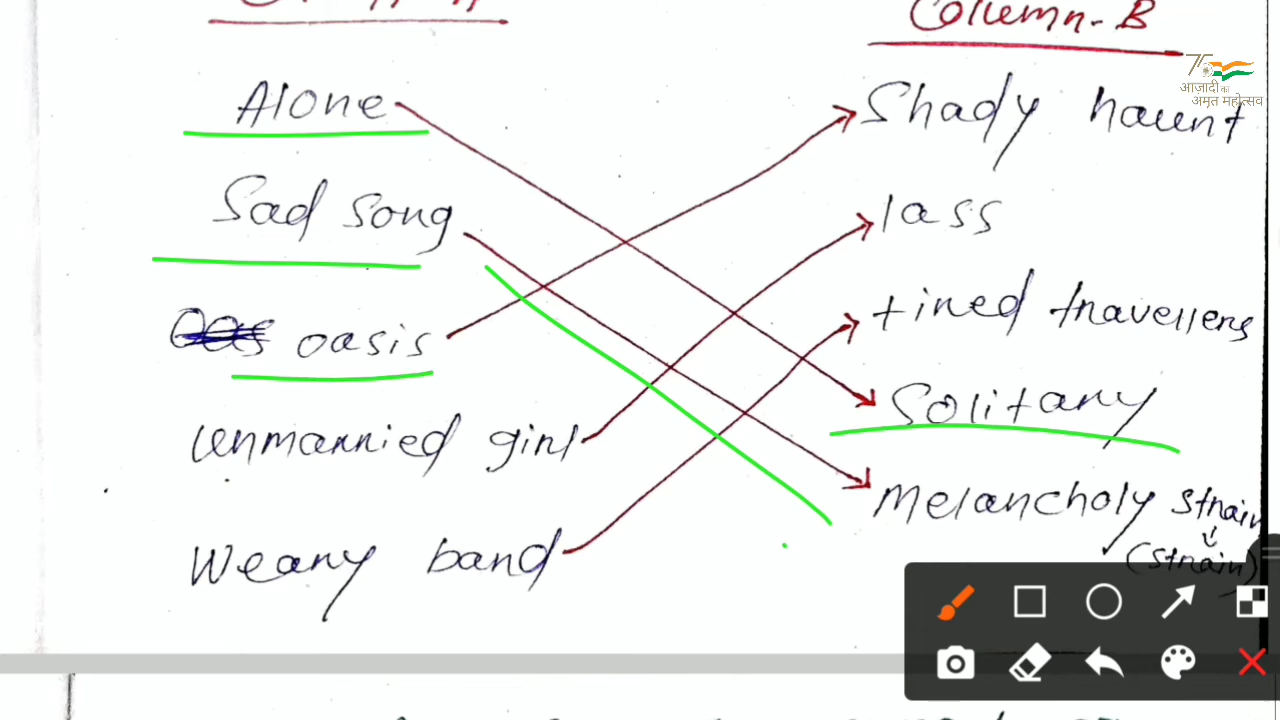 Column-B
Alone
Shady haunt
Sad song
lass
oasis
tired travellers
Unmarried girl
Solitary
Melancholy strain
(strain)
Weary band
75
आज़ादी का
अमृत महोत्सव